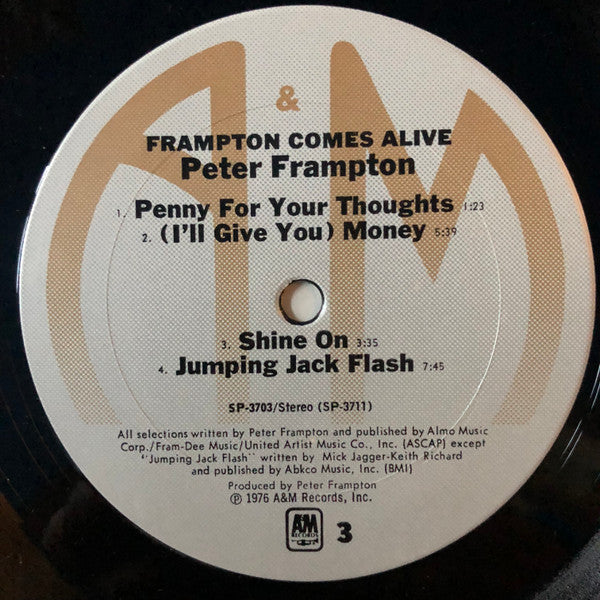 &
FRAMPTON COMES ALIVE
Peter Frampton
1. Penny For Your Thoughts 1:23
2. (I'll Give You) Money 5:39
3. Shine On 3:35
4. Jumping Jack Flash 7:45
SP-3703/Stereo (SP-3711)
All selections written by Peter Frampton and published by Almo Music
Corp./Fram-Dee Music/United Artist Music Co., Inc. (ASCAP) except
''Jumping Jack Flash'' written by Mick Jagger-Keith Richard
and published by Abkco Music, Inc. (BMI)
Produced by Peter Frampton
℗ 1976 A&M Records, Inc.
A&M
RECORDS
3